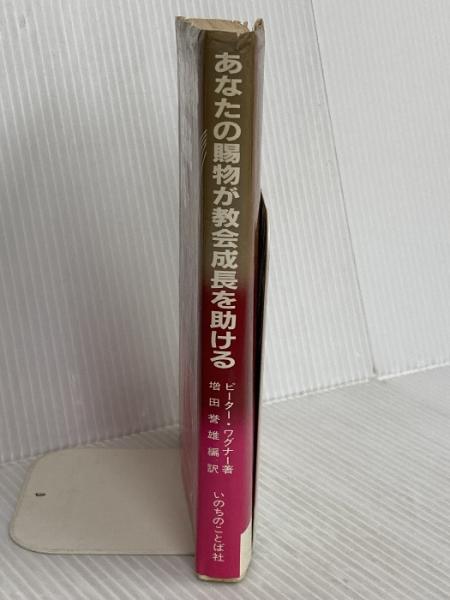 あなたの賜物が教会成長を助ける
ピーター・ワグナー著
増田誉雄編訳
いのちのことば社